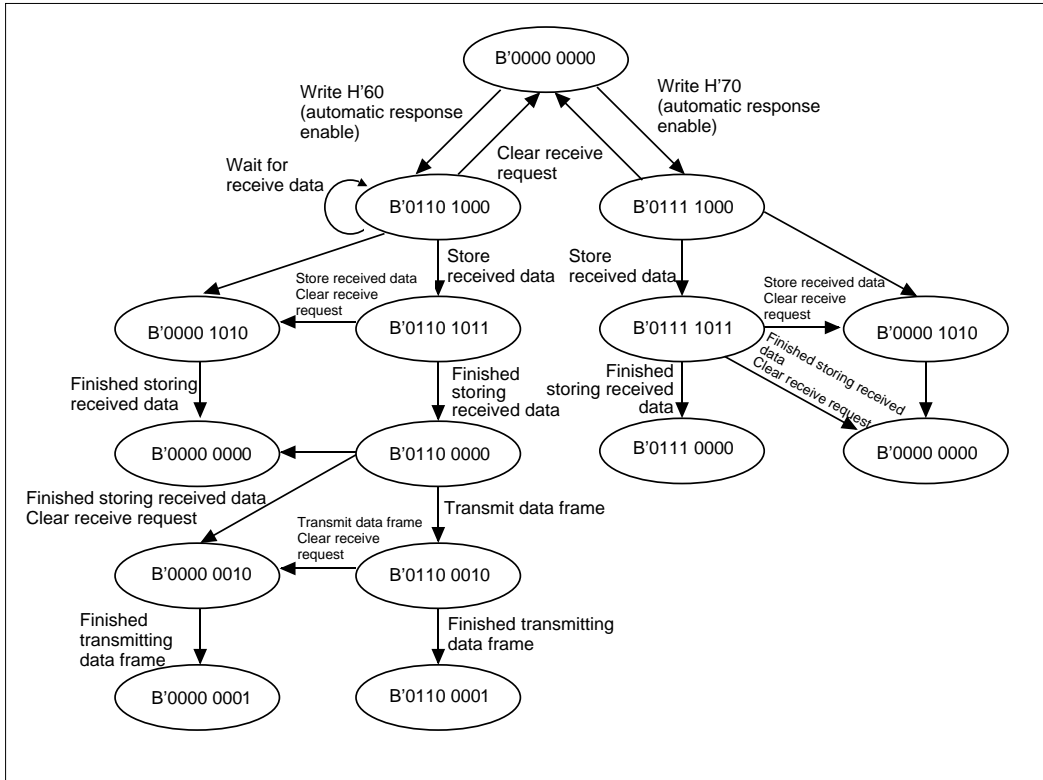 B'0000 0000
Write H'60
(automatic response
enable)
Write H'70
(automatic response
enable)
Clear receive
request
Wait for
receive data
B'0110 1000
B'0111 1000
Store
received data
Store
received data
Store received data
Clear receive
request
Store received data
Clear receive
request
B'0000 1010
B'0110 1011
B'0111 1011
B'0000 1010
Finished storing
received data
Finished
storing
received data
Finished
storing received
data
Finished storing received
data
Clear receive request
B'0000 0000
B'0110 0000
B'0111 0000
B'0000 0000
Finished storing received data
Clear receive request
Transmit data frame
Transmit data frame
Clear receive
request
B'0000 0010
B'0110 0010
Finished
transmitting
data frame
Finished transmitting
data frame
B'0000 0001
B'0110 0001